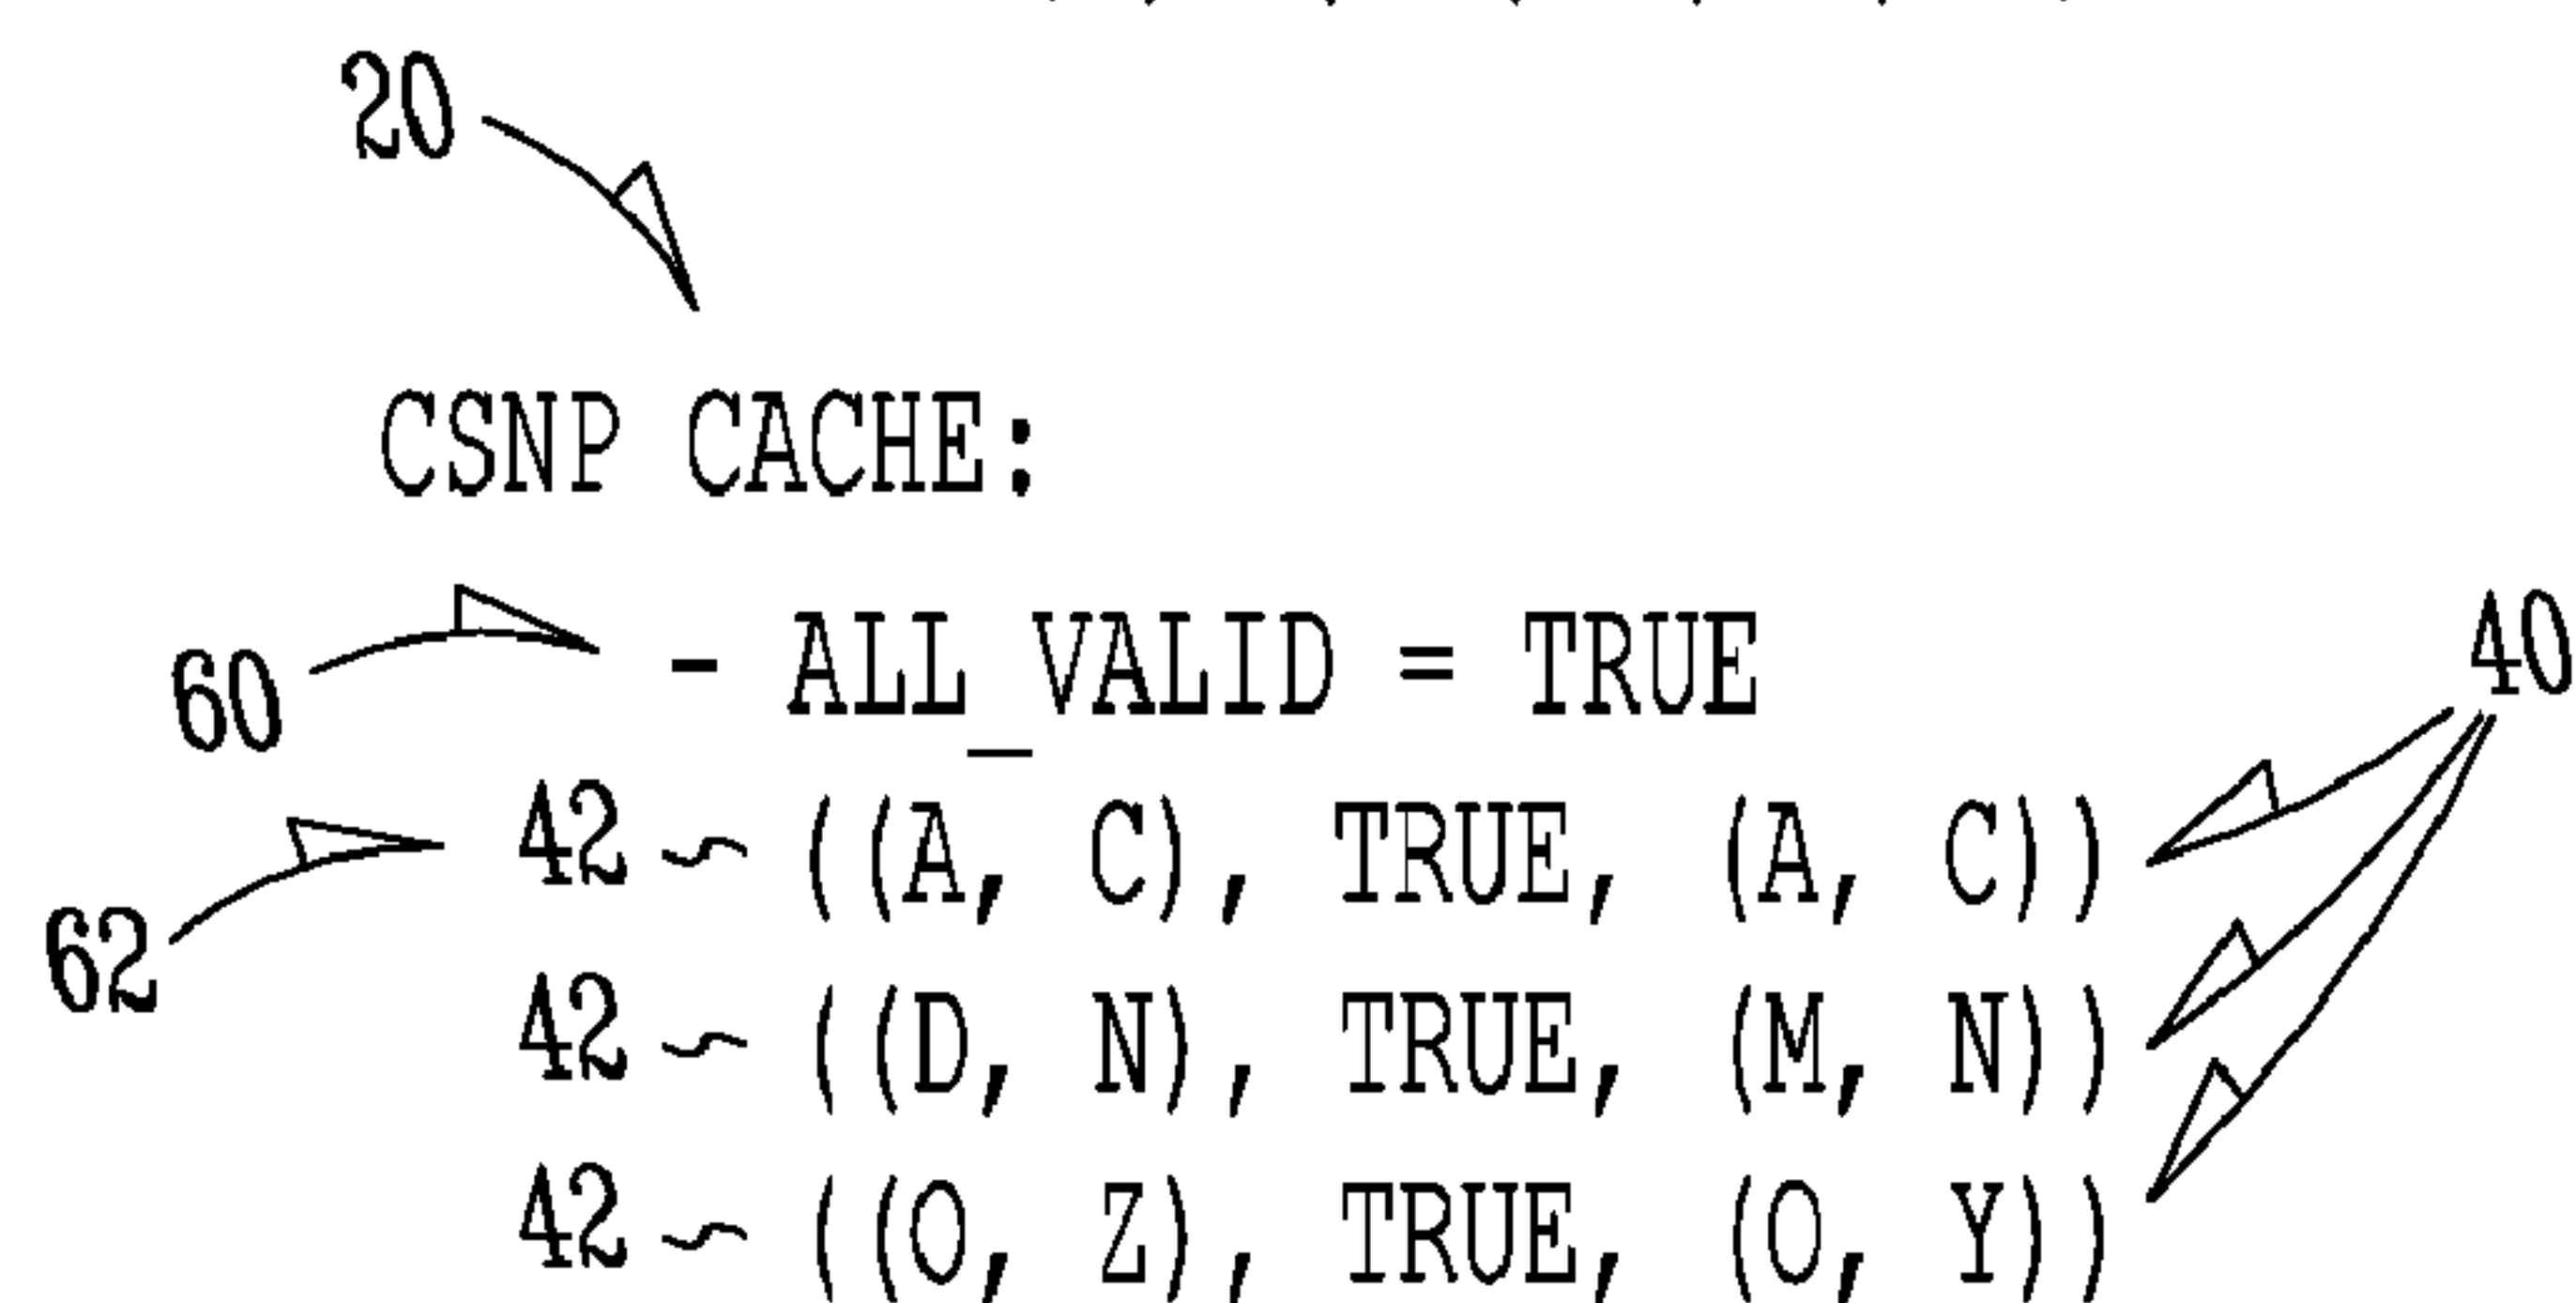 20
CSNP CACHE:
60 - ALL_VALID = TRUE 40
42 ~ ((A, C), TRUE, (A, C))
62
42 ~ ((D, N), TRUE, (M, N))
42 ~ ((O, Z), TRUE, (O, Y))